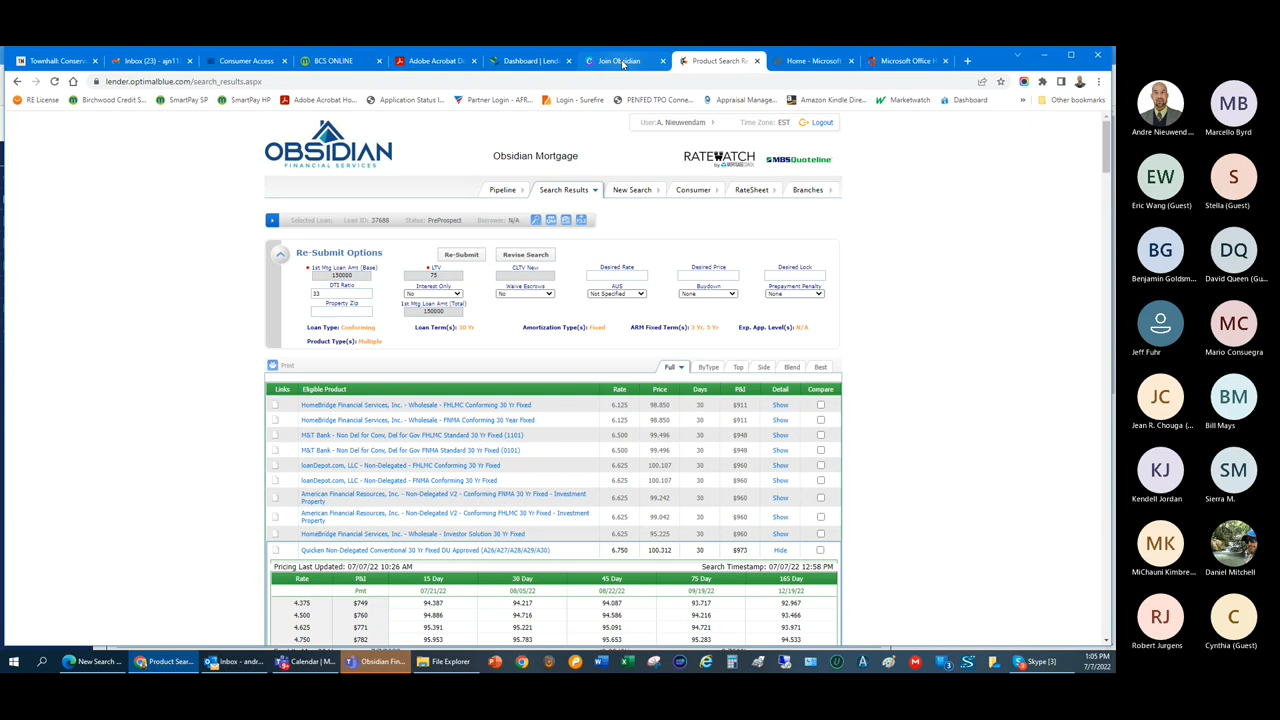 Townhall: Conserv
Inbox (2,206) - ajn11
Consumer Access
BCS ONLINE
Adobe Acrobat D
Dashboard | Lend
Join Obsidian
Product Search Re
Home - Microsoft
Microsoft Office H
lender.optimalblue.com/search_results.aspx
RE License
Birchwood Credit S...
SmartPay SP
SmartPay HP
Adobe Acrobat Ho...
Application Status I...
Partner Login - AFR...
Login - Surefire
PENFED TPO Conne...
Appraisal Manage...
Amazon Kindle Dire...
Marketwatch
Dashboard
Other bookmarks
User: A. Nieuwendam
Time Zone: EST
Logout
OBSIDIAN
FINANCIAL SERVICES
Obsidian Mortgage
RATEWATCH
MBSQuoteline
Pipeline
Search Results
New Search
Consumer
RateSheet
Branches
Selected Loan: Loan ID: 37688 Status: PreProspect Borrower: N/A
Re-Submit Options
Re-Submit
Revise Search
1st Mtg Loan Amt (Base)
LTV
CLTV New
Desired Rate
Desired Price
Desired Lock
150000
75
DTI Ratio
Interest Only
Waive Escrows
AUS
Buydown
Prepayment Penalty
33
No
No
Not Specified
None
None
Property Zip
1st Mtg Loan Amt (Total)
150000
Loan Type: Conforming
Loan Term(s): 30 Yr
Amortization Type(s): Fixed
ARM Fixed Term(s): 3 Yr, 5 Yr
Exp. App. Level(s): N/A
Product Type(s): Multiple
Print
Full
ByType
Top
Side
Blend
Best
Links Eligible Product Rate Price Days P&I Detail Compare
HomeBridge Financial Services, Inc. - Wholesale - FHLMC Conforming 30 Yr Fixed 6.125 98.850 30 $911 Show
HomeBridge Financial Services, Inc. - Wholesale - FNMA Conforming 30 Year Fixed 6.125 98.850 30 $911 Show
M&T Bank - Non Del for Conv, Del for Gov FHLMC Standard 30 Yr Fixed (1101) 6.500 99.496 30 $948 Show
M&T Bank - Non Del for Conv, Del for Gov FNMA Standard 30 Yr Fixed (0101) 6.500 99.496 30 $948 Show
loanDepot.com, LLC - Non-Delegated - FHLMC Conforming 30 Yr Fixed 6.625 100.107 30 $960 Show
loanDepot.com, LLC - Non-Delegated - FNMA Conforming 30 Yr Fixed 6.625 100.107 30 $960 Show
American Financial Resources, Inc. - Non-Delegated V2 - Conforming FNMA 30 Yr Fixed - Investment
Property 6.625 99.242 30 $960 Show
American Financial Resources, Inc. - Non-Delegated V2 - Conforming FHLMC 30 Yr Fixed - Investment
Property 6.625 99.042 30 $960 Show
HomeBridge Financial Services, Inc. - Wholesale - Investor Solution 30 Yr Fixed 6.625 95.225 30 $960 Show
Quicken Non-Delegated Conventional 30 Yr Fixed DU Approved (A26/A27/A28/A29/A30) 6.750 100.312 30 $973 Hide
Pricing Last Updated: 07/07/22 10:26 AM
Search Timestamp: 07/07/22 12:58 PM
Rate P&I 15 Day 30 Day 45 Day 75 Day 165 Day
Pmt 07/21/22 08/05/22 08/22/22 09/19/22 12/19/22
4.375 $749 94.387 94.217 94.087 93.717 92.967
4.500 $760 94.886 94.716 94.586 94.216 93.466
4.625 $771 95.391 95.221 95.091 94.721 93.971
4.750 $782 95.953 95.783 95.653 95.283 94.533
New Search ...
Product Sear...
Inbox - andr...
Calendar | M...
Obsidian Fin...
File Explorer
Skype [3]
1:05 PM
7/7/2022
Andre Nieuwend...
MB
Marcello Byrd
EW
Eric Wang (Guest)
S
Stella (Guest)
BG
Benjamin Goldsm...
DQ
David Queen (Gu...
Jeff Fuhr
MC
Mario Consuegra
JC
Jean R. Chouga (...
BM
Bill Mays
KJ
Kendell Jordan
SM
Sierra M.
MK
MiChauni Kimbre...
Daniel Mitchell
RJ
Robert Jurgens
C
Cynthia (Guest)